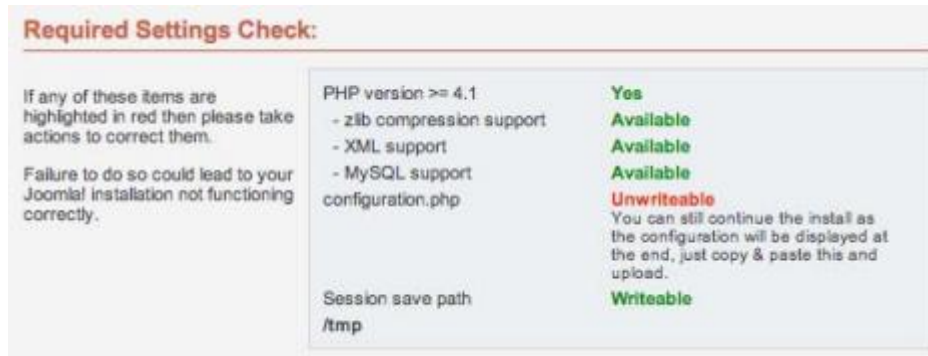 Required Settings Check:
If any of these items are
highlighted in red then please take
actions to correct them.
Failure to do so could lead to your
Joomla! installation not functioning
correctly.
PHP version >= 4.1 Yes
- zlib compression support Available
- XML support Available
- MySQL support Available
configuration.php Unwriteable
You can still continue the install as
the configuration will be displayed at
the end, just copy & paste this and
upload.
Session save path Writeable
/tmp